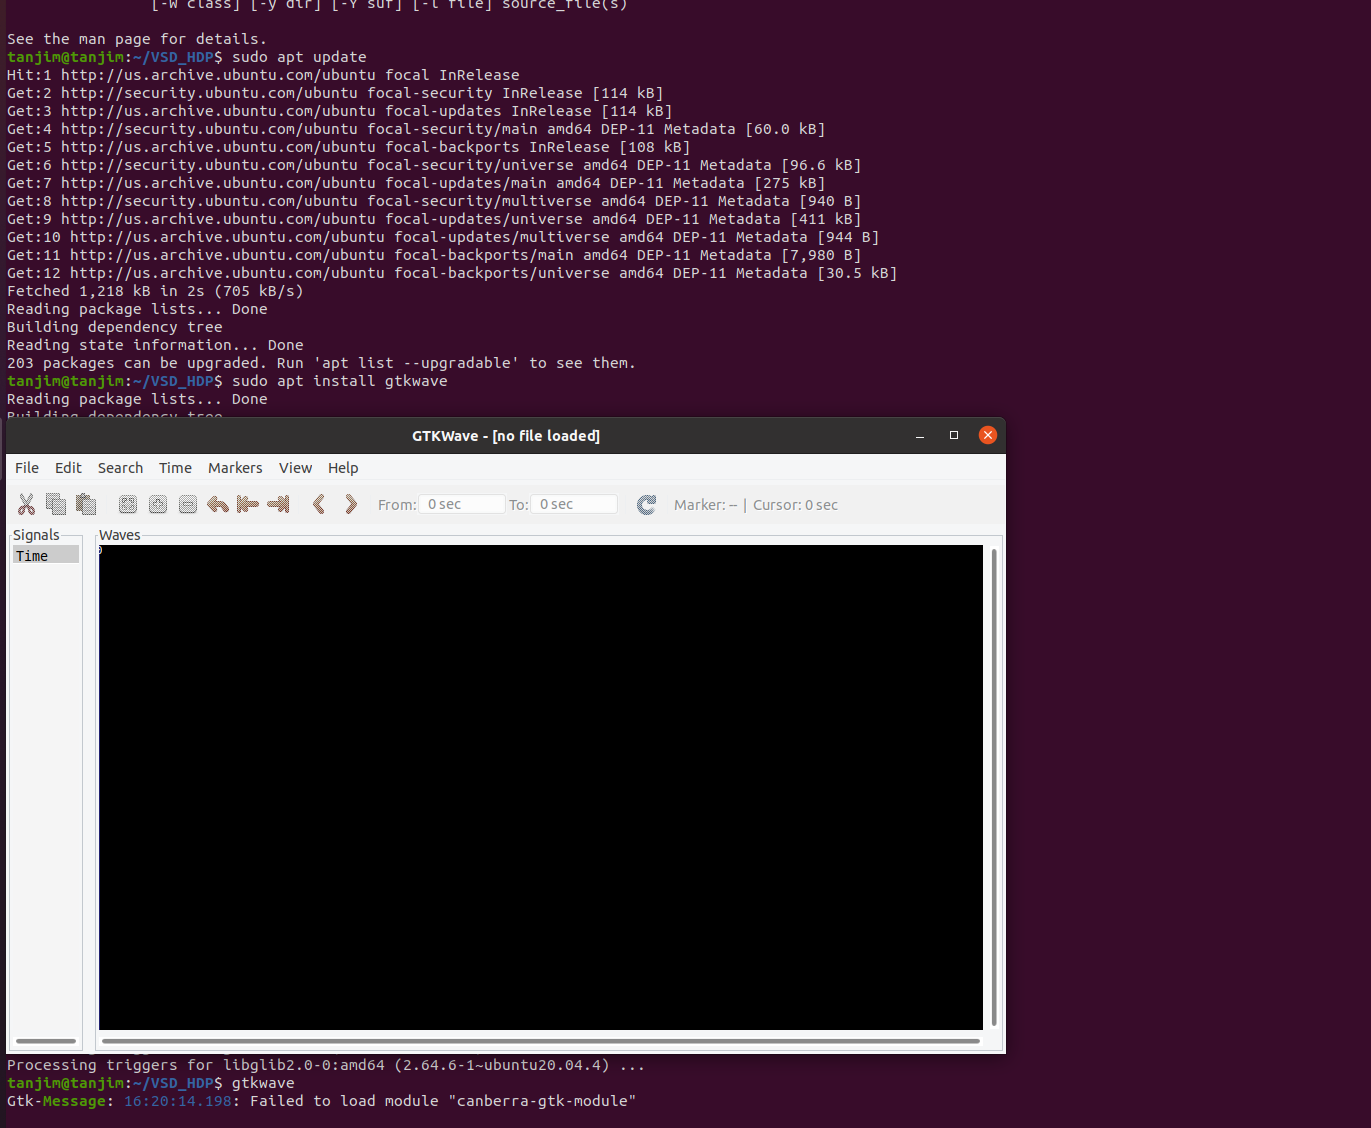 [-W class] [-y dir] [-Y suf] [-l file] source_file(s)
See the man page for details.
tanjim@tanjim:~/VSD_HDP$ sudo apt update
Hit:1 http://us.archive.ubuntu.com/ubuntu focal InRelease
Get:2 http://security.ubuntu.com/ubuntu focal-security InRelease [114 kB]
Get:3 http://us.archive.ubuntu.com/ubuntu focal-updates InRelease [114 kB]
Get:4 http://security.ubuntu.com/ubuntu focal-security/main amd64 DEP-11 Metadata [60.0 kB]
Get:5 http://us.archive.ubuntu.com/ubuntu focal-backports InRelease [108 kB]
Get:6 http://security.ubuntu.com/ubuntu focal-security/universe amd64 DEP-11 Metadata [96.6 kB]
Get:7 http://us.archive.ubuntu.com/ubuntu focal-updates/main amd64 DEP-11 Metadata [275 kB]
Get:8 http://security.ubuntu.com/ubuntu focal-security/multiverse amd64 DEP-11 Metadata [940 B]
Get:9 http://us.archive.ubuntu.com/ubuntu focal-updates/universe amd64 DEP-11 Metadata [411 kB]
Get:10 http://us.archive.ubuntu.com/ubuntu focal-updates/multiverse amd64 DEP-11 Metadata [944 B]
Get:11 http://us.archive.ubuntu.com/ubuntu focal-backports/main amd64 DEP-11 Metadata [7,980 B]
Get:12 http://us.archive.ubuntu.com/ubuntu focal-backports/universe amd64 DEP-11 Metadata [30.5 kB]
Fetched 1,218 kB in 2s (705 kB/s)
Reading package lists... Done
Building dependency tree
Reading state information... Done
203 packages can be upgraded. Run 'apt list --upgradable' to see them.
tanjim@tanjim:~/VSD_HDP$ sudo apt install gtkwave
Reading package lists... Done
Building dependency tree
GTKWave - [no file loaded]
File Edit Search Time Markers View Help
From: 0 sec To: 0 sec Marker: -- | Cursor: 0 sec
Signals Waves
Time 0
Processing triggers for libglib2.0-0:amd64 (2.64.6-1~ubuntu20.04.4) ...
tanjim@tanjim:~/VSD_HDP$ gtkwave
Gtk-Message: 16:20:14.198: Failed to load module "canberra-gtk-module"